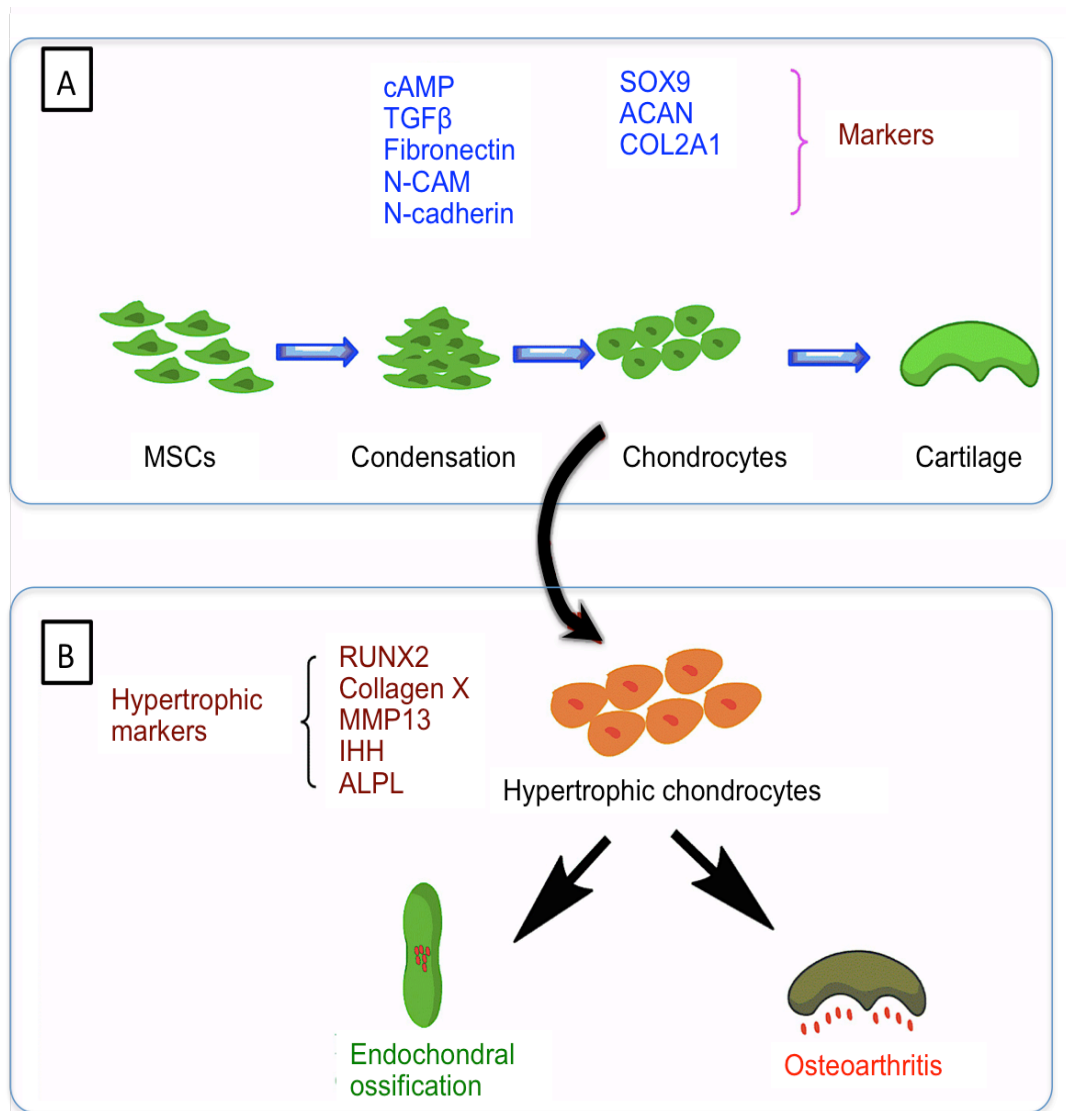 A
cAMP
TGFβ
Fibronectin
N-CAM
N-cadherin
SOX9
ACAN
COL2A1
Markers
MSCs
Condensation
Chondrocytes
Cartilage
B
Hypertrophic
markers
RUNX2
Collagen X
MMP13
IHH
ALPL
Hypertrophic chondrocytes
Endochondral
ossification
Osteoarthritis